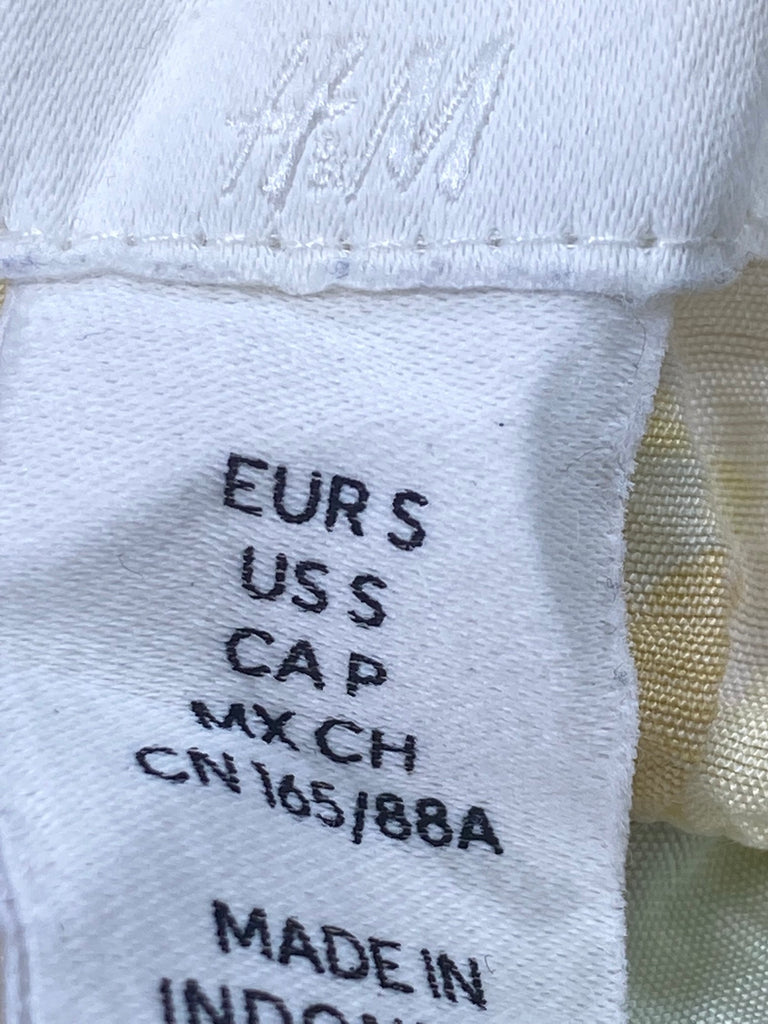 H&M
EUR S
US S
CA P
MX CH
CN 165/88A
MADE IN